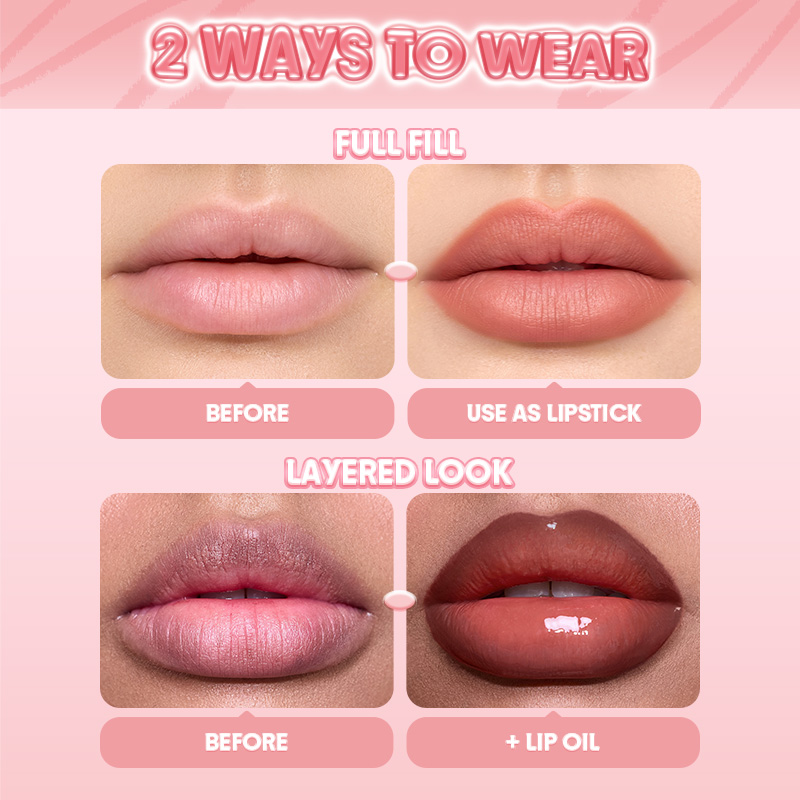 2 WAYS TO WEAR
FULL FILL
BEFORE
USE AS LIPSTICK
LAYERED LOOK
BEFORE
+ LIP OIL